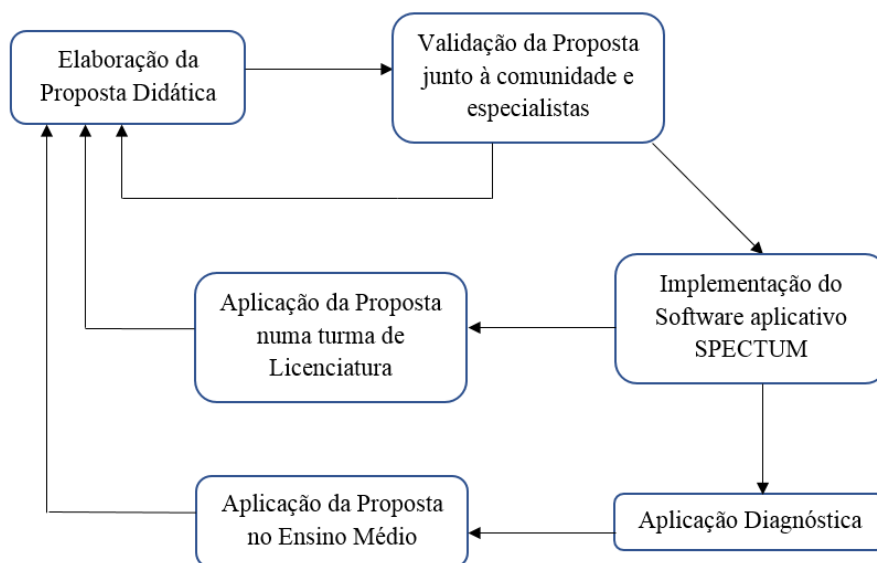 Elaboração da
Proposta Didática
Validação da Proposta
junto à comunidade e
especialistas
Aplicação da Proposta
numa turma de
Licenciatura
Implementação do
Software aplicativo
SPECTUM
Aplicação da Proposta
no Ensino Médio
Aplicação Diagnóstica